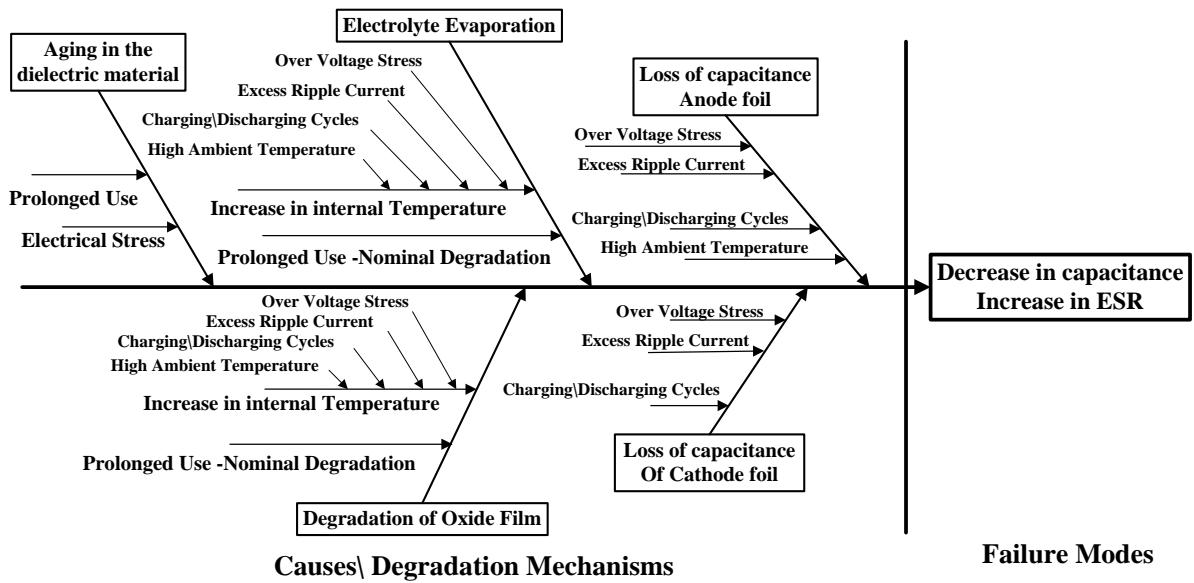 Electrolyte Evaporation
Aging in the
dielectric material
Over Voltage Stress
Excess Ripple Current
Charging\Discharging Cycles
High Ambient Temperature
Increase in internal Temperature
Prolonged Use -Nominal Degradation
Prolonged Use
Electrical Stress
Loss of capacitance
Anode foil
Over Voltage Stress
Excess Ripple Current
Charging\Discharging Cycles
High Ambient Temperature
Decrease in capacitance
Increase in ESR
Over Voltage Stress
Excess Ripple Current
Charging\Discharging Cycles
High Ambient Temperature
Increase in internal Temperature
Prolonged Use -Nominal Degradation
Degradation of Oxide Film
Over Voltage Stress
Excess Ripple Current
Charging\Discharging Cycles
Loss of capacitance
Of Cathode foil
Causes\ Degradation Mechanisms
Failure Modes